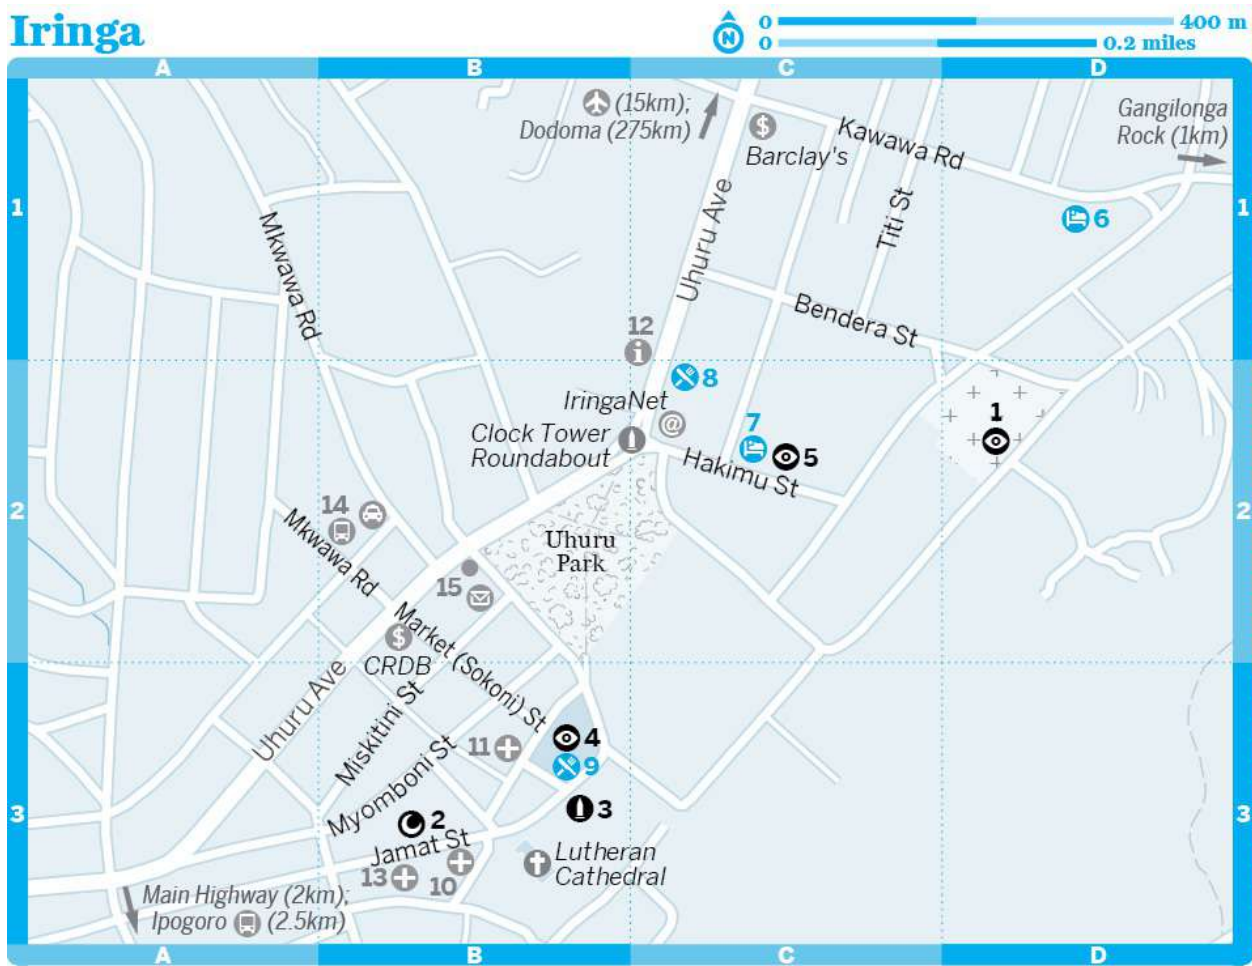 Iringa
N
0
400 m
0
0.2 miles
A
B
C
D
(15km);
Dodoma (275km)
$
Barclay's
Kawawa Rd
Gangilonga
Rock (1km)
1
1
6
Mkwawa Rd
Uhuru Ave
Titi St
Bendera St
12
i
8
IringaNet
@
Clock Tower
Roundabout
7
5
1
Hakimu St
2
2
14
Mkwawa Rd
Uhuru
Park
15
Market (Sokoni) St
$
CRDB
Uhuru Ave
Miskitini St
Myomboni St
11
4
9
3
3
3
2
Jamat St
13
10
Lutheran
Cathedral
Main Highway (2km);
Ipogoro
(2.5km)
A
B
C
D